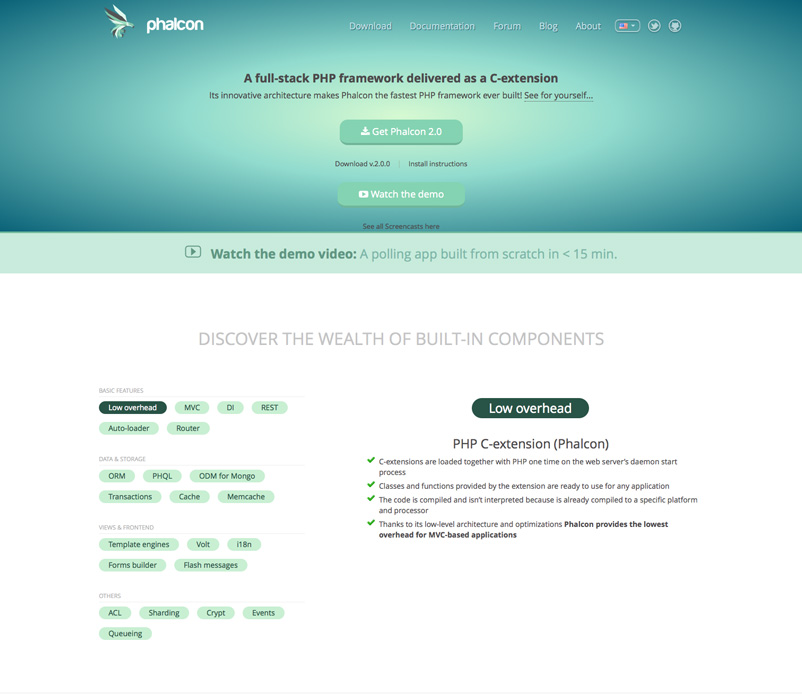 phalcon
Download Documentation Forum Blog About
A full-stack PHP framework delivered as a C-extension
Its innovative architecture makes Phalcon the fastest PHP framework ever built! See for yourself...
Get Phalcon 2.0
Download v.2.0.0 Install instructions
Watch the demo
See all Screencasts here
Watch the demo video: A polling app built from scratch in < 15 min.
DISCOVER THE WEALTH OF BUILT-IN COMPONENTS
BASIC FEATURES
Low overhead MVC DI REST
Auto-loader Router
DATA & STORAGE
ORM PHQL ODM for Mongo
Transactions Cache Memcache
VIEWS & FRONTEND
Template engines Volt i18n
Forms builder Flash messages
OTHERS
ACL Sharding Crypt Events
Queueing
Low overhead
PHP C-extension (Phalcon)
C-extensions are loaded together with PHP one time on the web server's daemon start
process
Classes and functions provided by the extension are ready to use for any application
The code is compiled and isn't interpreted because is already compiled to a specific platform
and processor
Thanks to its low-level architecture and optimizations Phalcon provides the lowest
overhead for MVC-based applications